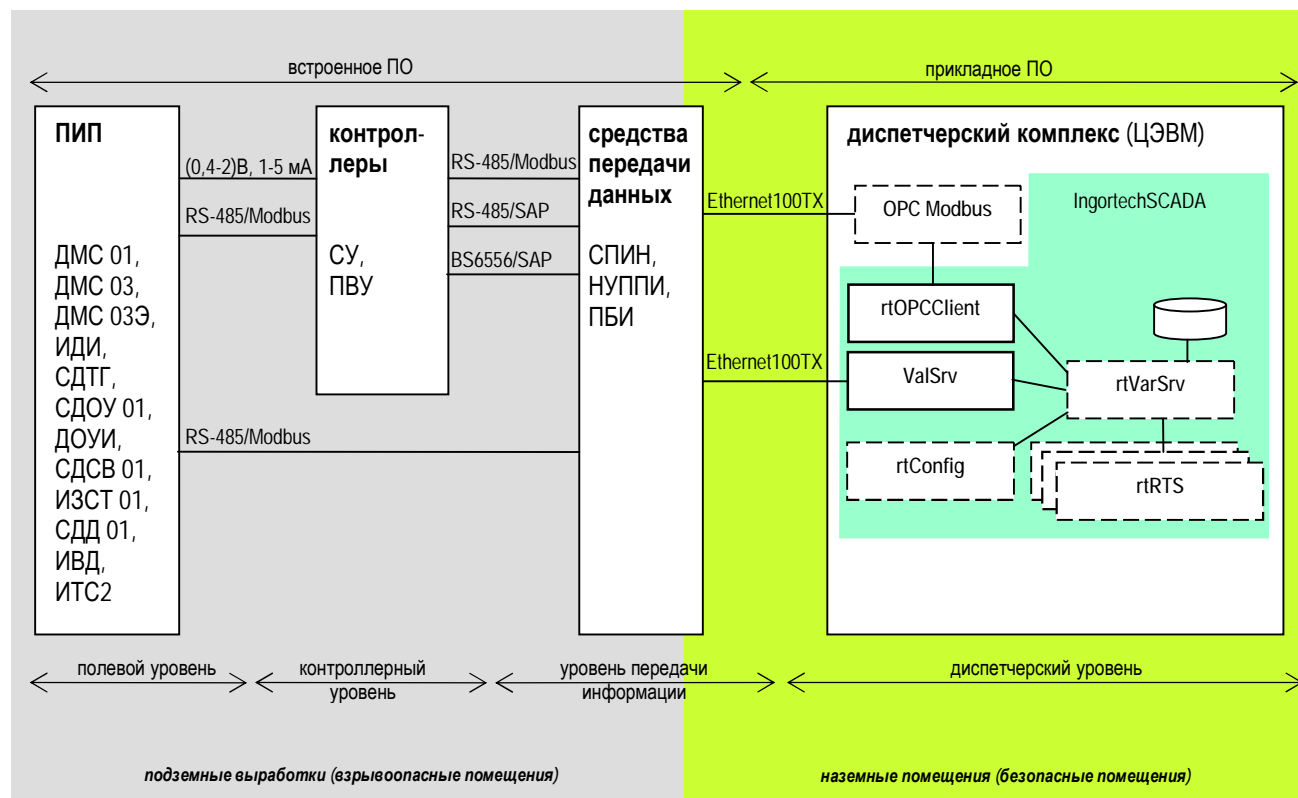 встроенное ПО
прикладное ПО
ПИП
ДМС 01,
ДМС 03,
ДМС 03Э,
ИДИ,
СДТГ,
СДОУ 01,
ДОУИ,
СДСВ 01,
ИЗСТ 01,
СДД 01,
ИВД,
ИТС2
(0,4-2)В, 1-5 мА
RS-485/Modbus
RS-485/Modbus
контрол-
леры
СУ,
ПВУ
RS-485/Modbus
RS-485/SAP
BS6556/SAP
средства
передачи
данных
СПИН,
НУППИ,
ПБИ
Ethernet100TX
Ethernet100TX
диспетчерский комплекс (ЦЭВМ)
OPC Modbus
IngortechSCADA
rtOPCClient
ValSrv
rtVarSrv
rtConfig
rtRTS
полевой уровень
контроллерный
уровень
уровень передачи
информации
диспетчерский уровень
подземные выработки (взрывоопасные помещения)
наземные помещения (безопасные помещения)